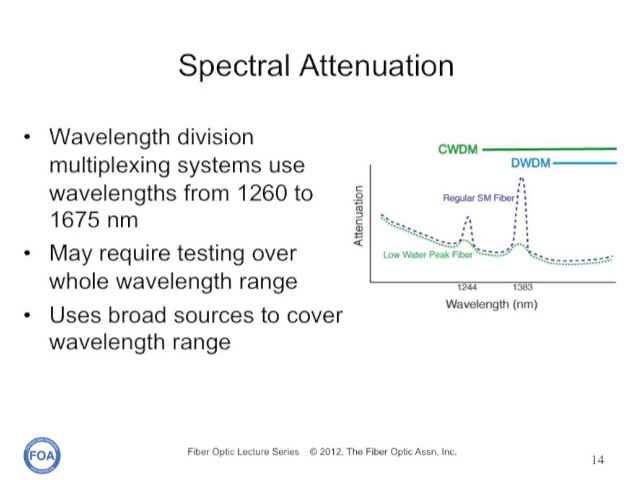 Spectral Attenuation
• Wavelength division
multiplexing systems use
wavelengths from 1260 to
1675 nm
• May require testing over
whole wavelength range
• Uses broad sources to cover
wavelength range
CWDM
DWDM
Regular SM Fiber
Attenuation
Low Water Peak Fiber
1244 1383
Wavelength (nm)
FOA
Fiber Optic Lecture Series © 2012, The Fiber Optic Assn. Inc.
14